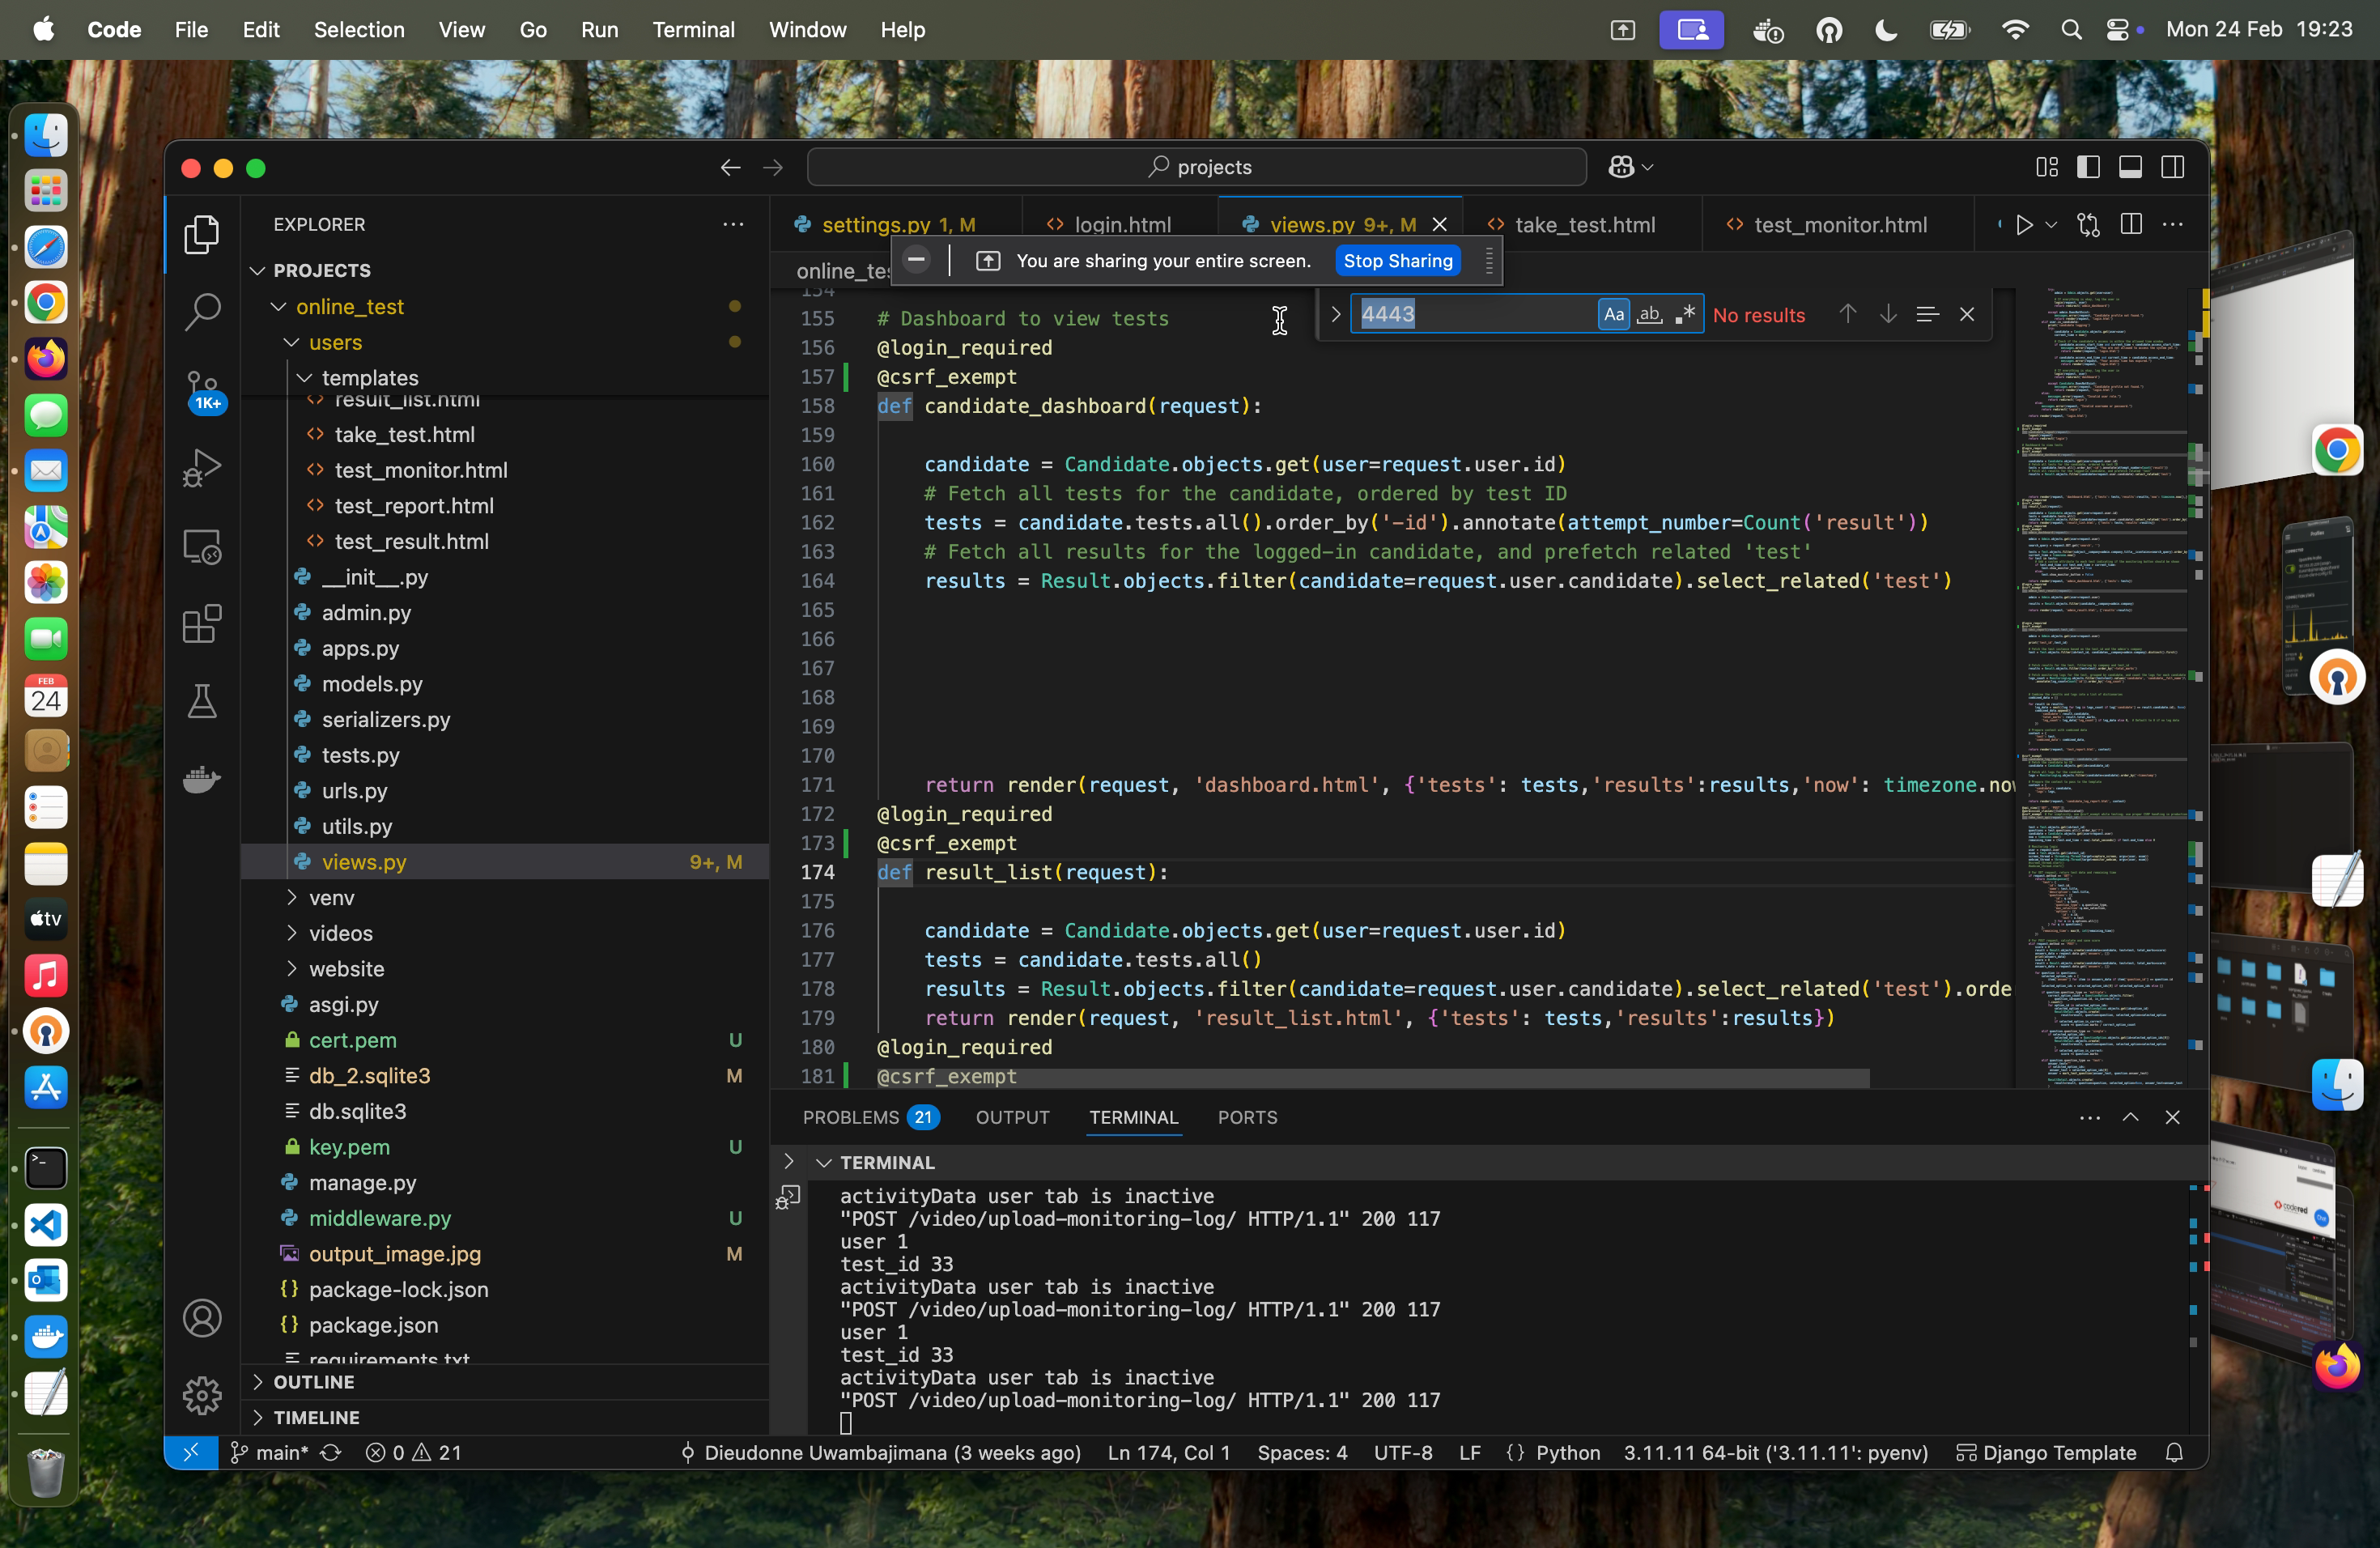 Code File Edit Selection View Go Run Terminal Window Help Mon 24 Feb 19:23
projects
EXPLORER
PROJECTS
online_test
users
templates
result_list.html
take_test.html
test_monitor.html
test_report.html
test_result.html
__init__.py
admin.py
apps.py
models.py
serializers.py
tests.py
urls.py
utils.py
views.py 9+, M
venv
videos
website
asgi.py
cert.pem U
db_2.sqlite3 M
db.sqlite3
key.pem U
manage.py
middleware.py U
output_image.jpg M
package-lock.json
package.json
requirements.txt
OUTLINE
TIMELINE
1K+
FEB
24
tv
settings.py 1, M login.html views.py 9+, M take_test.html test_monitor.html
You are sharing your entire screen. Stop Sharing
4443 Aa ab No results
154
155 # Dashboard to view tests
156 @login_required
157 @csrf_exempt
158 def candidate_dashboard(request):
159
160 candidate = Candidate.objects.get(user=request.user.id)
161 # Fetch all tests for the candidate, ordered by test ID
162 tests = candidate.tests.all().order_by('-id').annotate(attempt_number=Count('result'))
163 # Fetch all results for the logged-in candidate, and prefetch related 'test'
164 results = Result.objects.filter(candidate=request.user.candidate).select_related('test')
165
166
167
168
169
170
171 return render(request, 'dashboard.html', {'tests': tests,'results':results,'now': timezone.now
172 @login_required
173 @csrf_exempt
174 def result_list(request):
175
176 candidate = Candidate.objects.get(user=request.user.id)
177 tests = candidate.tests.all()
178 results = Result.objects.filter(candidate=request.user.candidate).select_related('test').orde
179 return render(request, 'result_list.html', {'tests': tests,'results':results})
180 @login_required
181 @csrf_exempt
PROBLEMS 21 OUTPUT TERMINAL PORTS
TERMINAL
activityData user tab is inactive
"POST /video/upload-monitoring-log/ HTTP/1.1" 200 117
user 1
test_id 33
activityData user tab is inactive
"POST /video/upload-monitoring-log/ HTTP/1.1" 200 117
user 1
test_id 33
activityData user tab is inactive
"POST /video/upload-monitoring-log/ HTTP/1.1" 200 117
main* 0 21 Dieudonne Uwambajimana (3 weeks ago) Ln 174, Col 1 Spaces: 4 UTF-8 LF {} Python 3.11.11 64-bit ('3.11.11': pyenv) Django Template